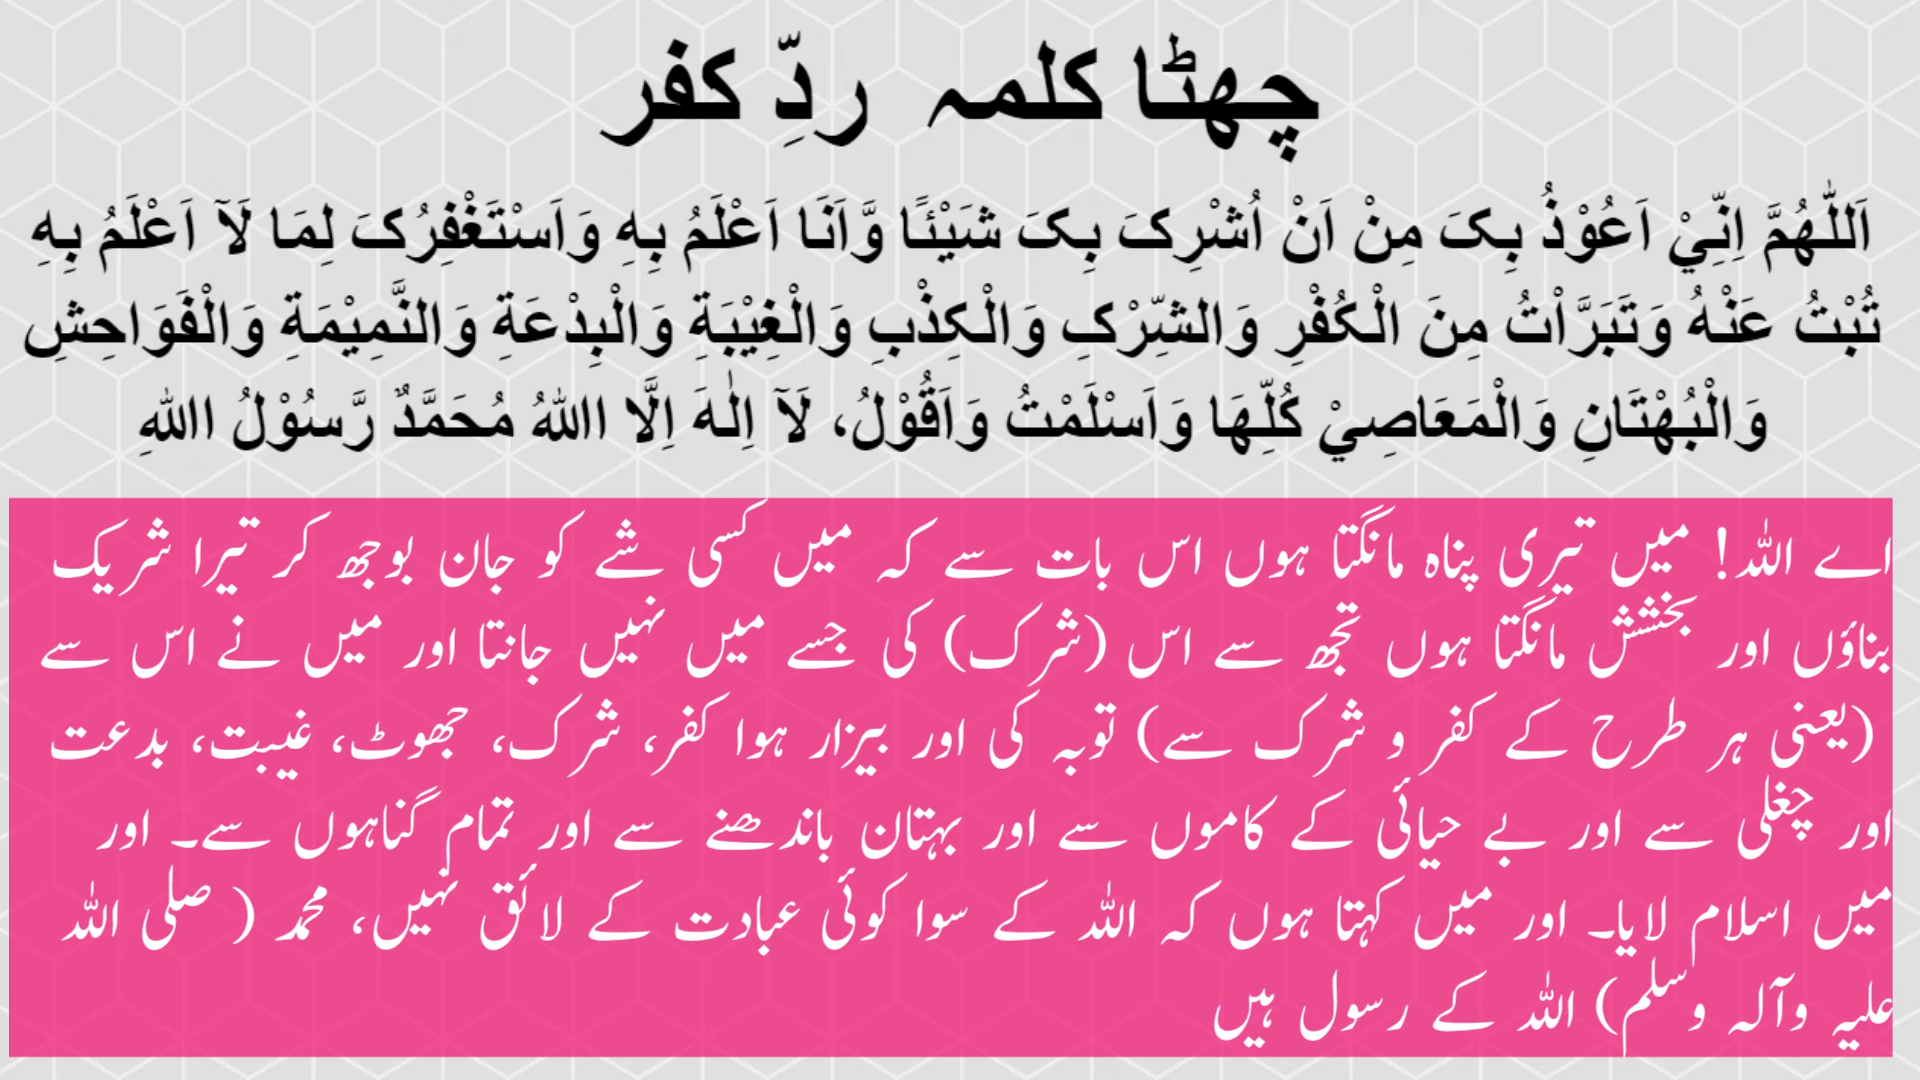 چھٹا کلمہ ردِّ کفر
اَللّٰهُمَّ اِنِّيْ اَعُوْذُ بِکَ مِنْ اَنْ اُشْرِکَ بِکَ شَيْئًا وَّاَنَا اَعْلَمُ بِهٖ وَاَسْتَغْفِرُکَ لِمَا لَآ اَعْلَمُ بِهٖ
تُبْتُ عَنْهُ وَتَبَرَّاْتُ مِنَ الْکُفْرِ وَالشِّرْکِ وَالْکِذْبِ وَالْغِيْبَةِ وَالْبِدْعَةِ وَالنَّمِيْمَةِ وَالْفَوَاحِشِ
وَالْبُهْتَانِ وَالْمَعَاصِيْ کُلِّهَا وَاَسْلَمْتُ وَاَقُوْلُ، لَآ اِلٰهَ اِلَّا اﷲُ مُحَمَّدٌ رَّسُوْلُ اﷲِ
اے اللہ! میں تیری پناہ مانگتا ہوں اس بات سے کہ میں کسی شے کو جان بوجھ کر تیرا شریک
بناؤں اور بخشش مانگتا ہوں تجھ سے اس (شرک) کی جسے میں نہیں جانتا اور میں نے اس سے
(یعنی ہر طرح کے کفر و شرک سے) توبہ کی اور بیزار ہوا کفر، شرک، جھوٹ، غیبت، بدعت
اور چغلی سے اور بے حیائی کے کاموں سے اور بہتان باندھنے سے اور تمام گناہوں سے۔ اور
میں اسلام لایا۔ اور میں کہتا ہوں کہ اللہ کے سوا کوئی عبادت کے لائق نہیں، محمد ( صلی اللہ
علیہ وآلہ وسلم) اللہ کے رسول ہیں